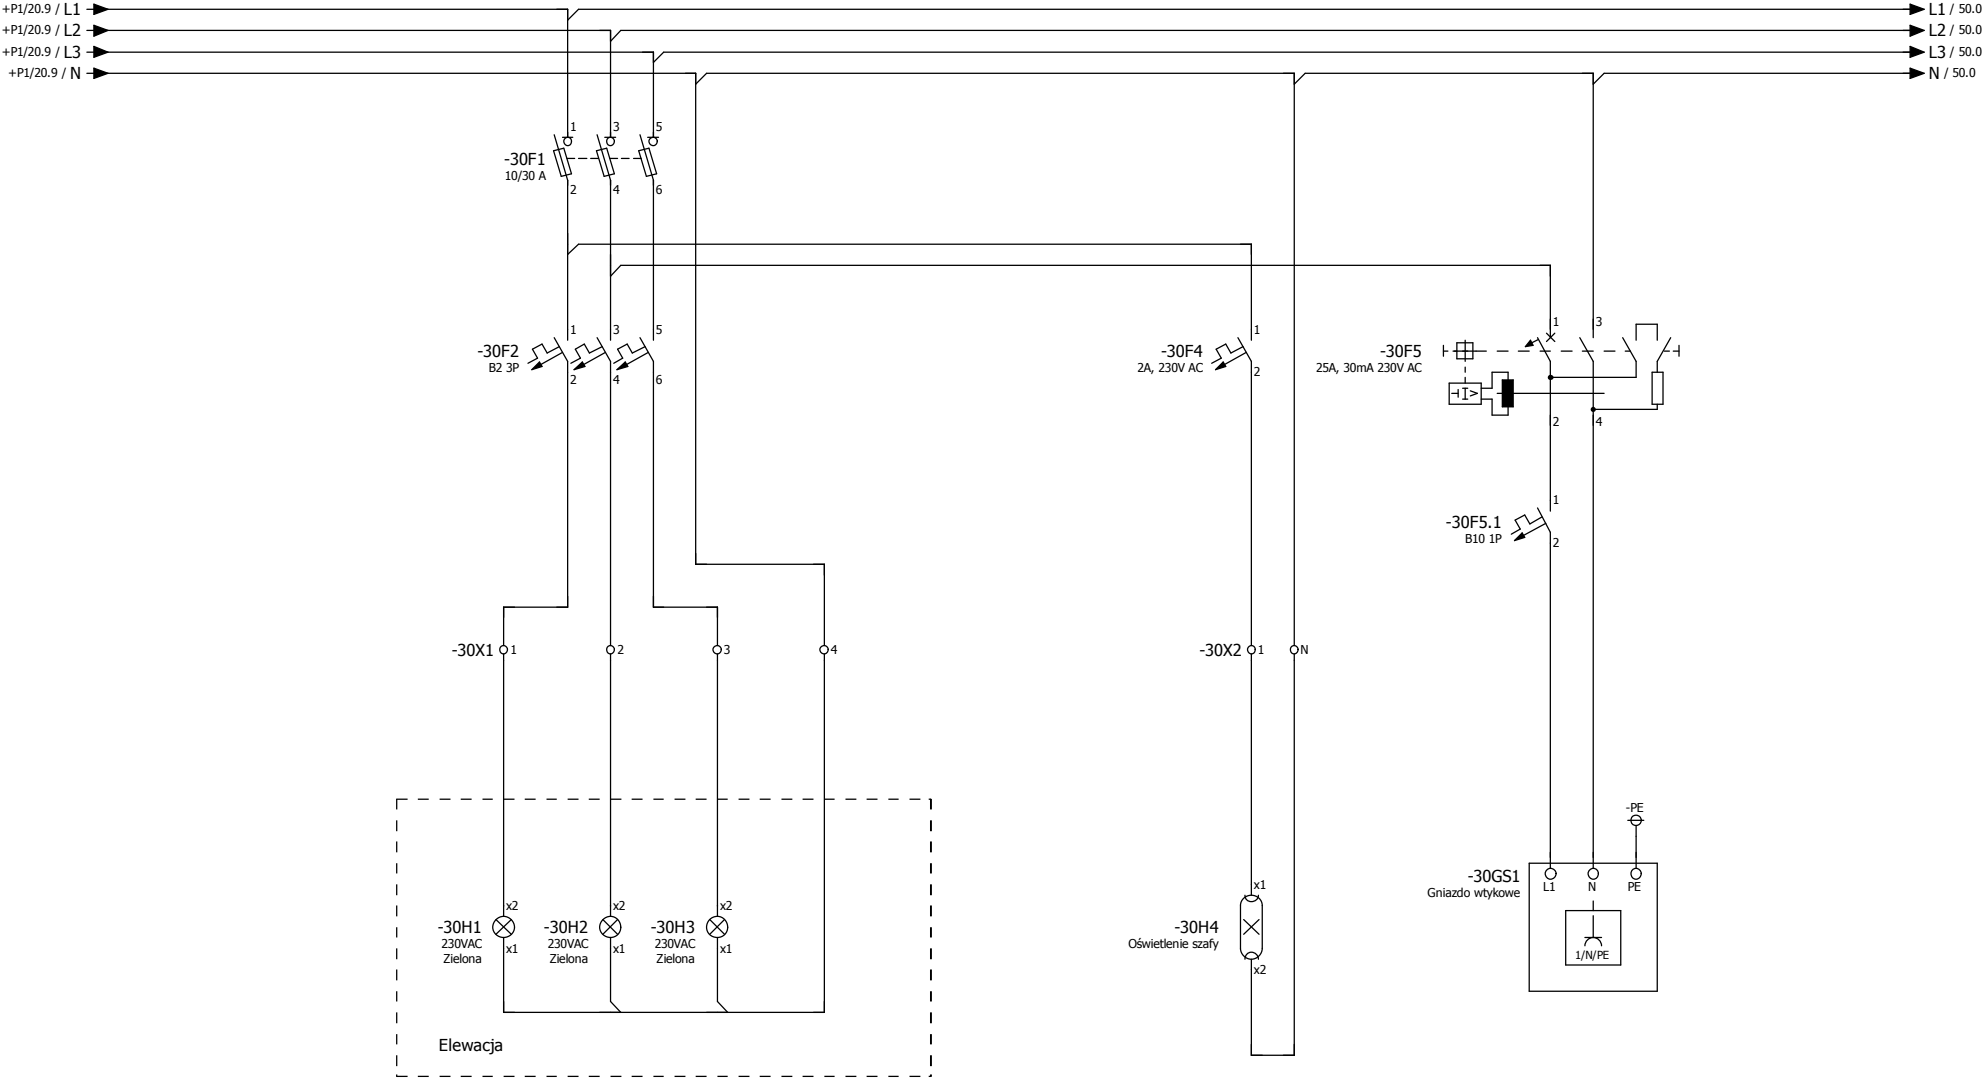 +P1/20.9 / L1
L1 / 50.0
+P1/20.9 / L2
L2 / 50.0
+P1/20.9 / L3
L3 / 50.0
+P1/20.9 / N
N / 50.0
1
3
5
-30F1
10/30 A
2
4
6
1
3
5
-30F2
B2 3P
2
4
6
1
-30F4
2A, 230V AC
2
1
3
-30F5
25A, 30mA 230V AC
I>
2
4
1
-30F5.1
B10 1P
2
-30X1
1
2
3
4
-30X2
1
N
x2
-30H1
230VAC
Zielona
x1
x2
-30H2
230VAC
Zielona
x1
x2
-30H3
230VAC
Zielona
x1
Elewacja
x1
-30H4
Oświetlenie szafy
x2
-PE
-30GS1
Gniazdo wtykowe
L1
N
PE
1/N/PE